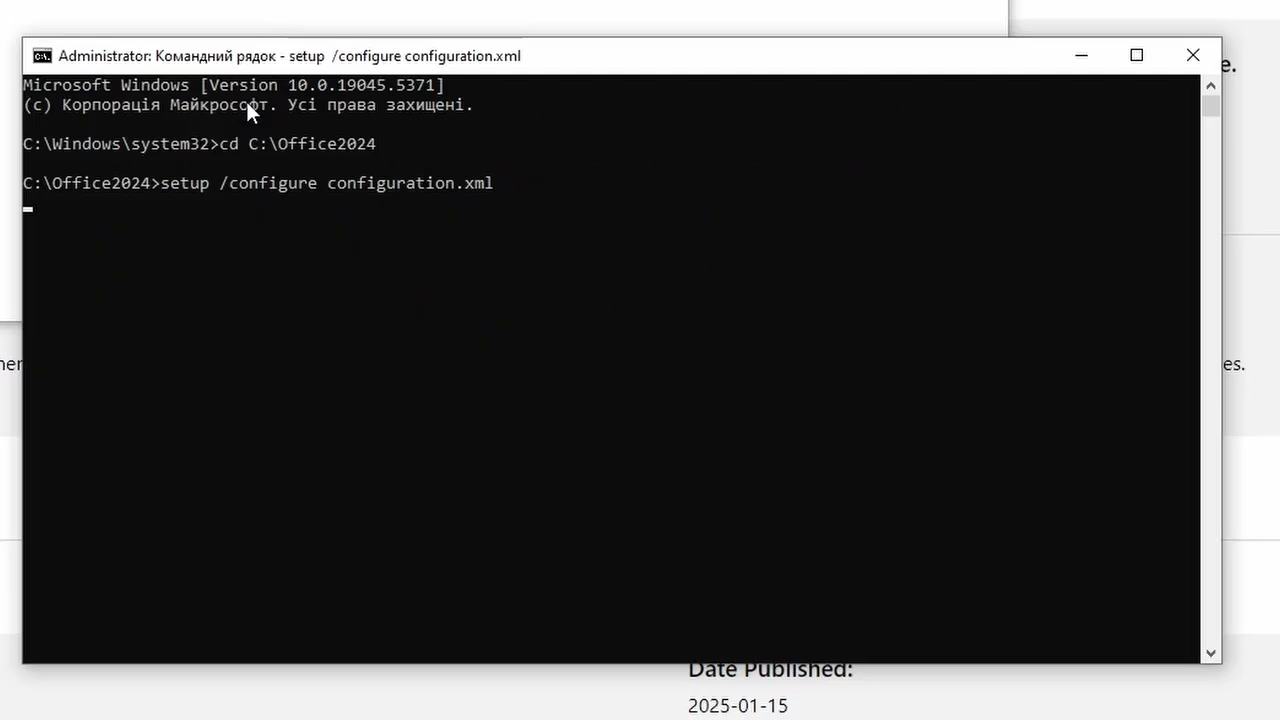 Administrator: Командний рядок - setup  /configure configuration.xml
e.
Microsoft Windows [Version 10.0.19045.5371]
(c) Корпорація Майкрософт. Усі права захищені.
C:\Windows\system32>cd C:\Office2024
C:\Office2024>setup /configure configuration.xml
es.
Date Published:
2025-01-15